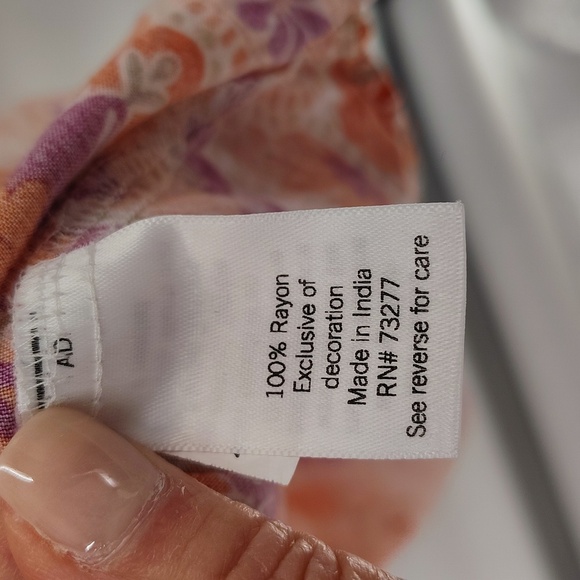 100% Rayon
Exclusive of
decoration
Made in India
RN# 73277
See reverse for care
AD